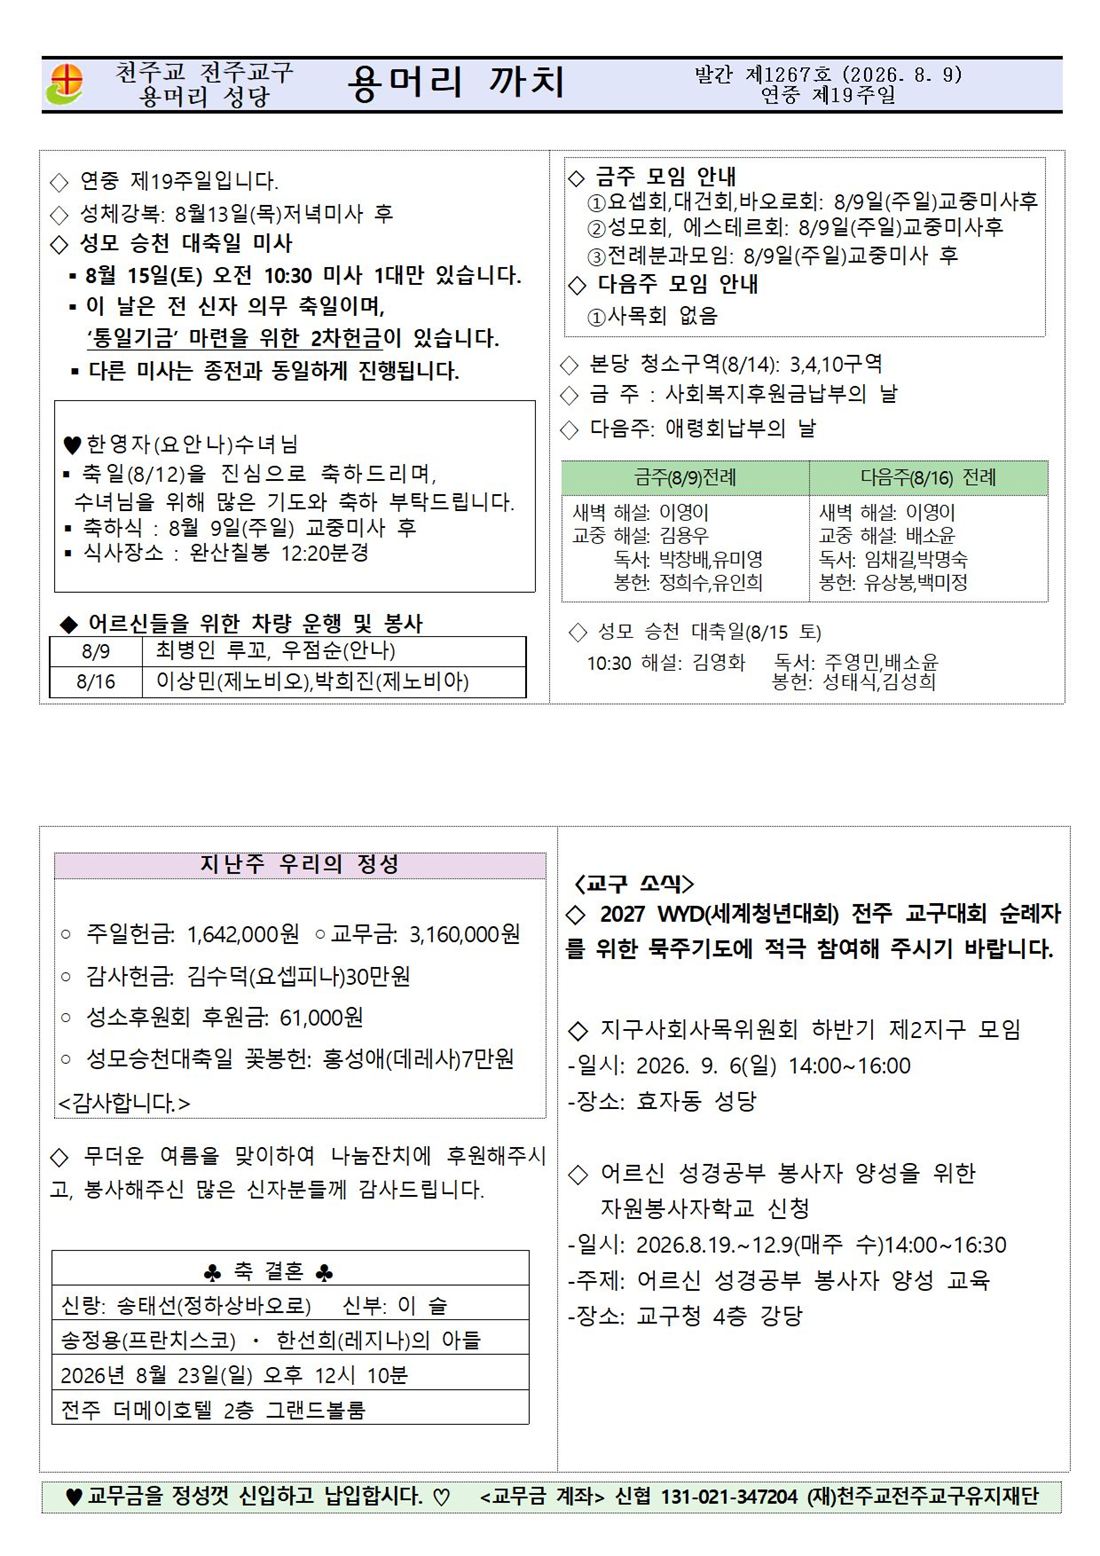 천주교 전주교구
용머리 성당
용머리 까치
발간 제1267호 (2026. 8. 9)
연중 제19주일
◇ 연중 제19주일입니다.
◇ 성체강복: 8월13일(목)저녁미사 후
◇ 성모 승천 대축일 미사
▪ 8월 15일(토) 오전 10:30 미사 1대만 있습니다.
▪ 이 날은 전 신자 의무 축일이며,
‘통일기금’ 마련을 위한 2차헌금이 있습니다.
▪ 다른 미사는 종전과 동일하게 진행됩니다.
♥한영자(요안나)수녀님
▪ 축일(8/12)을 진심으로 축하드리며,
수녀님을 위해 많은 기도와 축하 부탁드립니다.
▪ 축하식 : 8월 9일(주일) 교중미사 후
▪ 식사장소 : 완산칠봉 12:20분경
◆ 어르신들을 위한 차량 운행 및 봉사
8/9 최병인 루꼬, 우점순(안나)
8/16 이상민(제노비오),박희진(제노비아)
◇ 금주 모임 안내
①요셉회,대건회,바오로회: 8/9일(주일)교중미사후
②성모회, 에스테르회: 8/9일(주일)교중미사후
③전례분과모임: 8/9일(주일)교중미사 후
◇ 다음주 모임 안내
①사목회 없음
◇ 본당 청소구역(8/14): 3,4,10구역
◇ 금 주 : 사회복지후원금납부의 날
◇ 다음주: 애령회납부의 날
금주(8/9)전례
새벽 해설: 이영이
교중 해설: 김용우
독서: 박창배,유미영
봉헌: 정희수,유인희
다음주(8/16) 전례
새벽 해설: 이영이
교중 해설: 배소윤
독서: 임채길,박명숙
봉헌: 유상봉,백미정
◇ 성모 승천 대축일(8/15 토)
10:30 해설: 김영화 독서: 주영민,배소윤
봉헌: 성태식,김성희
지난주 우리의 정성
○ 주일헌금: 1,642,000원 ○교무금: 3,160,000원
○ 감사헌금: 김수덕(요셉피나)30만원
○ 성소후원회 후원금: 61,000원
○ 성모승천대축일 꽃봉헌: 홍성애(데레사)7만원
<감사합니다.>
◇ 무더운 여름을 맞이하여 나눔잔치에 후원해주시
고, 봉사해주신 많은 신자분들께 감사드립니다.
♣ 축 결혼 ♣
신랑: 송태선(정하상바오로) 신부: 이 슬
송정용(프란치스코) · 한선희(레지나)의 아들
2026년 8월 23일(일) 오후 12시 10분
전주 더메이호텔 2층 그랜드볼룸
<교구 소식>
◇ 2027 WYD(세계청년대회) 전주 교구대회 순례자
를 위한 묵주기도에 적극 참여해 주시기 바랍니다.
◇ 지구사회사목위원회 하반기 제2지구 모임
-일시: 2026. 9. 6(일) 14:00~16:00
-장소: 효자동 성당
◇ 어르신 성경공부 봉사자 양성을 위한
자원봉사자학교 신청
-일시: 2026.8.19.~12.9(매주 수)14:00~16:30
-주제: 어르신 성경공부 봉사자 양성 교육
-장소: 교구청 4층 강당
♥교무금을 정성껏 신입하고 납입합시다.♡ <교무금 계좌> 신협 131-021-347204 (재)천주교전주교구유지재단